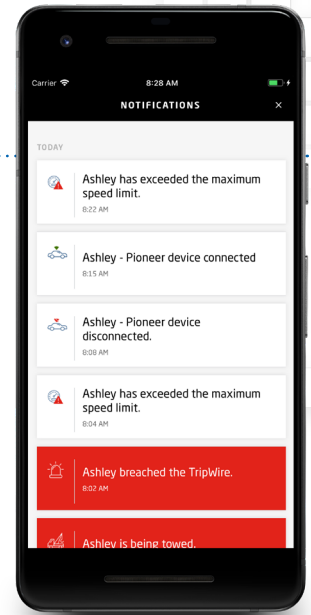 Carrier 8:28 AM
NOTIFICATIONS ×
TODAY
Ashley has exceeded the maximum
speed limit.
8:22 AM
Ashley - Pioneer device connected
8:15 AM
Ashley - Pioneer device
disconnected.
8:08 AM
Ashley has exceeded the maximum
speed limit.
8:04 AM
Ashley breached the TripWire.
8:02 AM
Ashley is being towed.